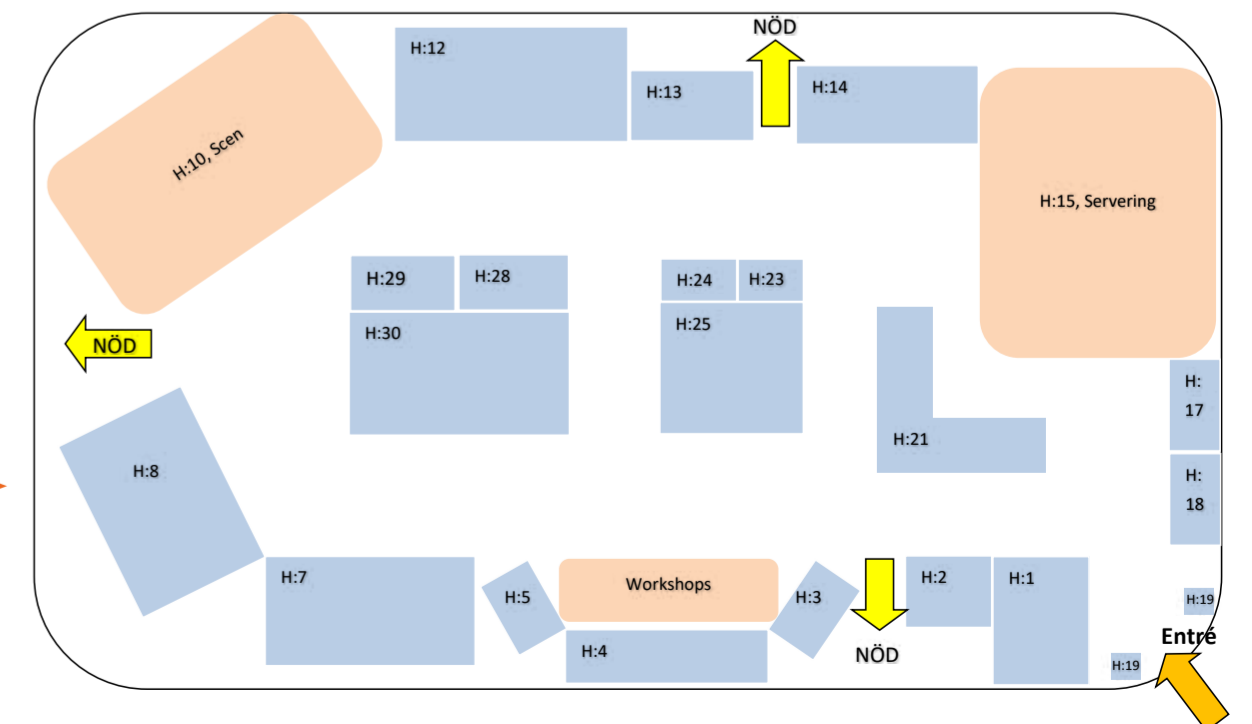 NÖD
H:12
H:13
H:14
H:10, Scen
H:15, Servering
H:29
H:28
H:24
H:23
H:30
H:25
NÖD
H:
17
H:21
H:8
H:
18
H:7
H:5
Workshops
H:3
H:2
H:1
H:19
Entré
H:4
NÖD
H:19